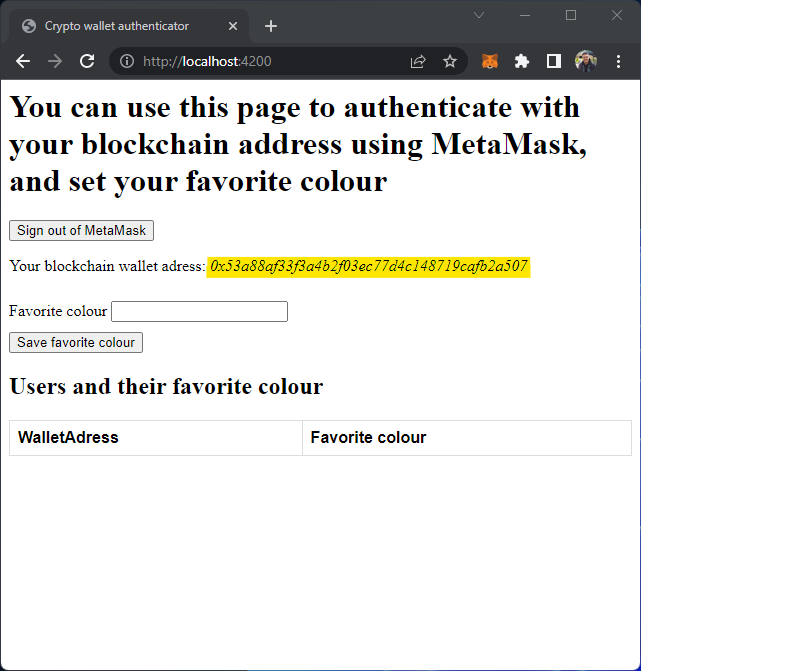 Crypto wallet authenticator
http://localhost:4200
You can use this page to authenticate with
your blockchain address using MetaMask,
and set your favorite colour
Sign out of MetaMask
Your blockchain wallet adress: 0x53a88af33f3a4b2f03ec77d4c148719cafb2a507
Favorite colour
Save favorite colour
Users and their favorite colour
WalletAdress Favorite colour